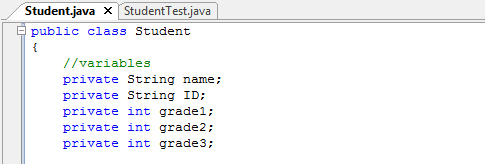 Student.java × StudentTest.java
public class Student
{
    //variables
    private String name;
    private String ID;
    private int grade1;
    private int grade2;
    private int grade3;